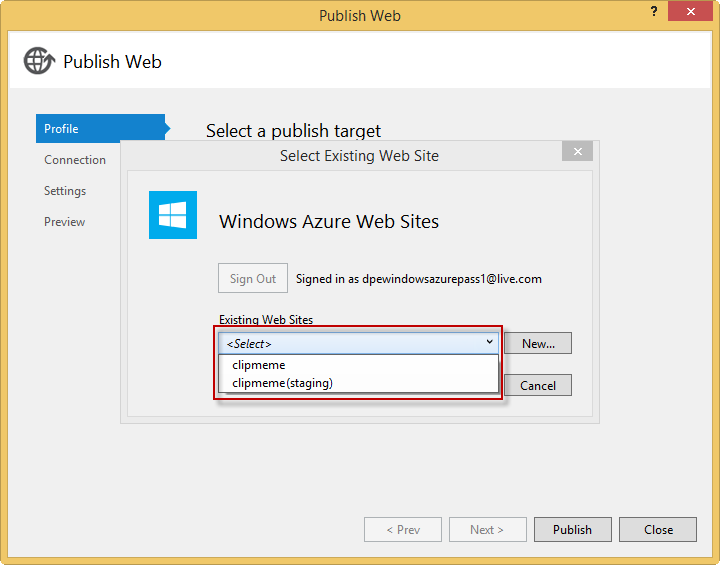 Publish Web
?
Publish Web
Profile
Connection
Settings
Preview
Select a publish target
Select Existing Web Site
Windows Azure Web Sites
Sign Out
Signed in as dpewindowsazurepass1@live.com
Existing Web Sites
<Select>
New...
clipmeme
clipmeme(staging)
Cancel
< Prev
Next >
Publish
Close